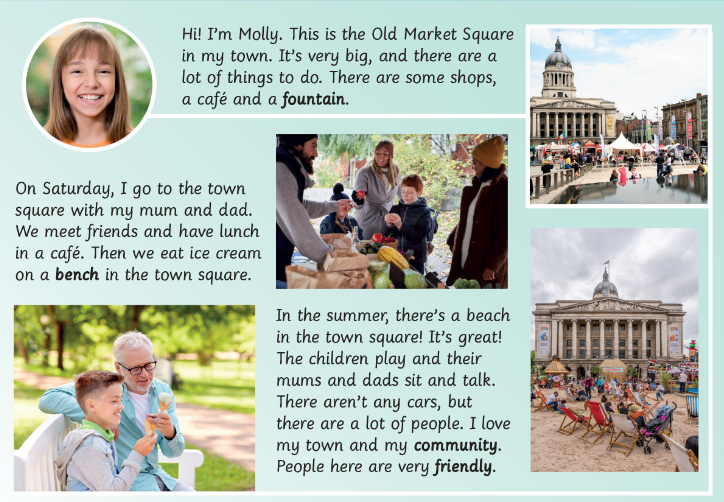 Hi! I'm Molly. This is the Old Market Square
in my town. It's very big, and there are a
lot of things to do. There are some shops,
a café and a fountain.
On Saturday, I go to the town
square with my mum and dad.
We meet friends and have lunch
in a café. Then we eat ice cream
on a bench in the town square.
In the summer, there's a beach
in the town square! It's great!
The children play and their
mums and dads sit and talk.
There aren't any cars, but
there are a lot of people. I love
my town and my community.
People here are very friendly.